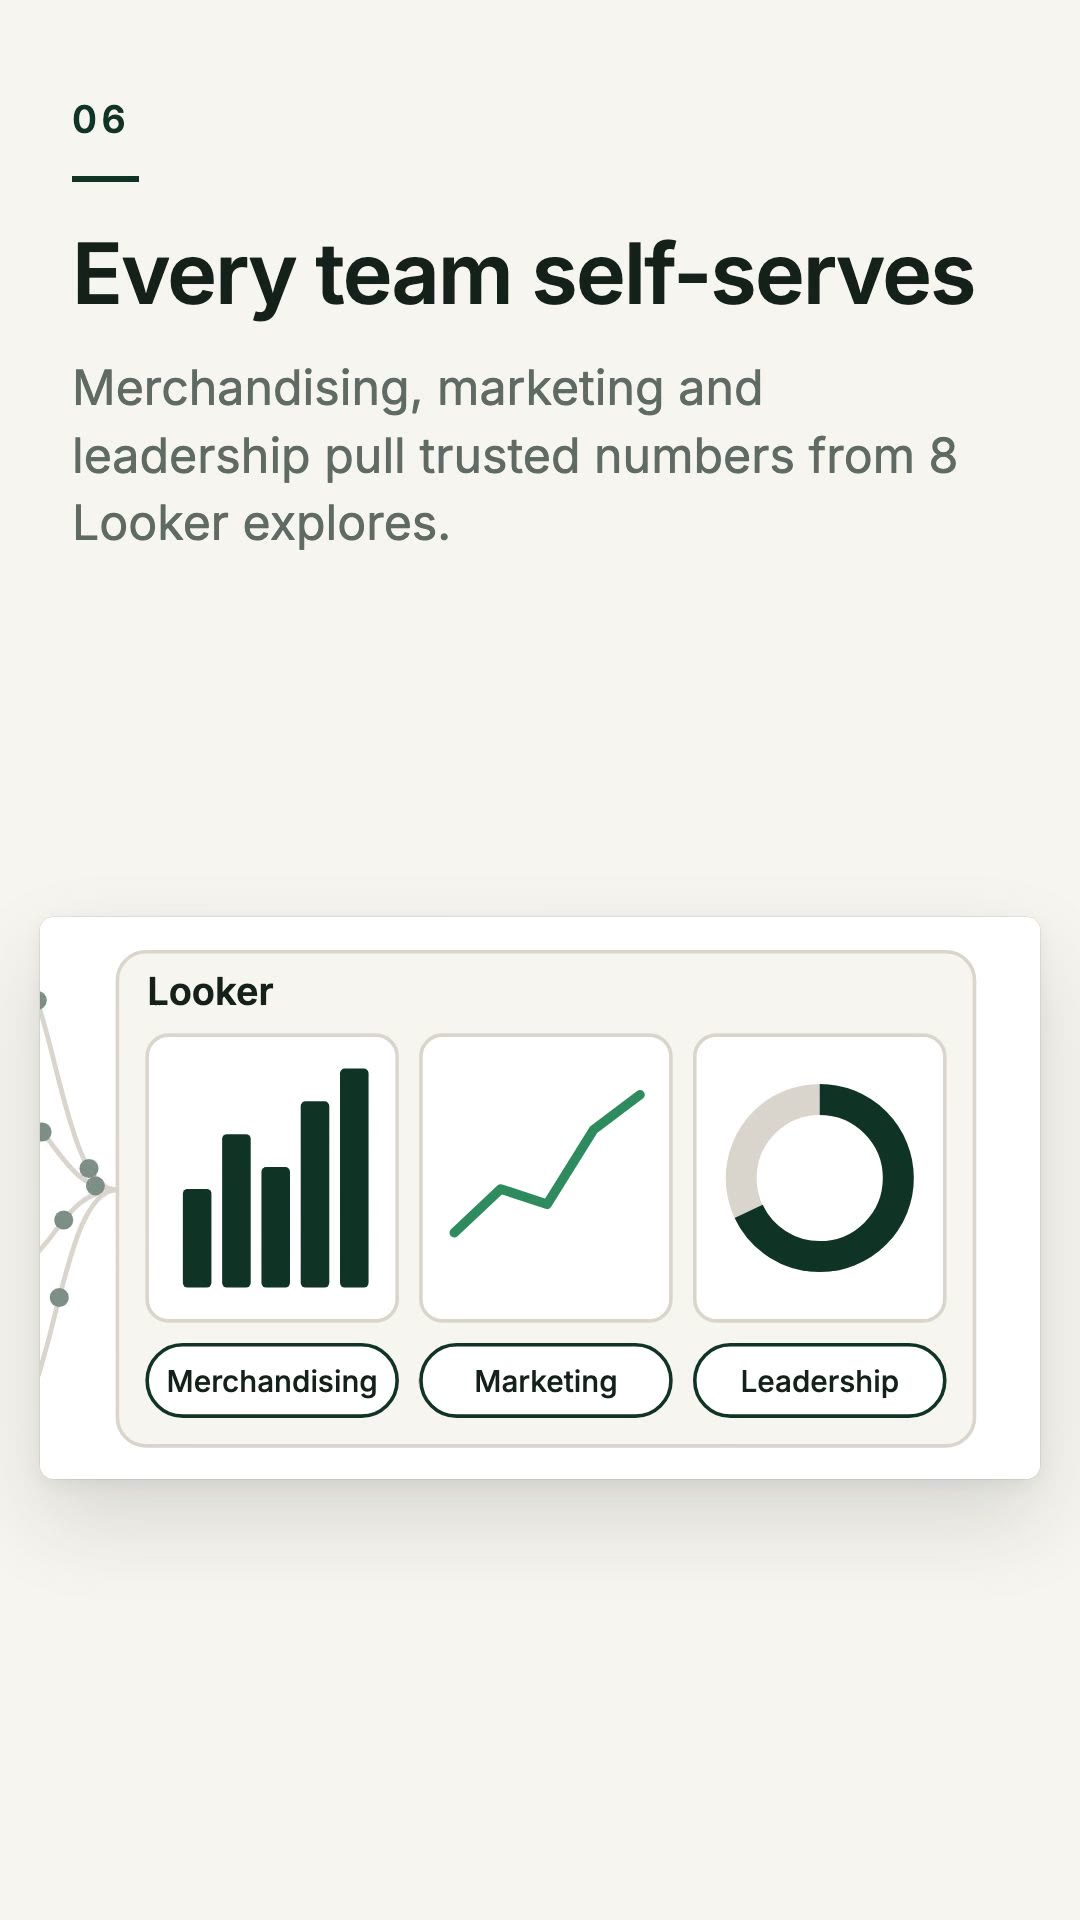 06
Every team self-serves
Merchandising, marketing and
leadership pull trusted numbers from 8
Looker explores.
Looker
Merchandising
Marketing
Leadership